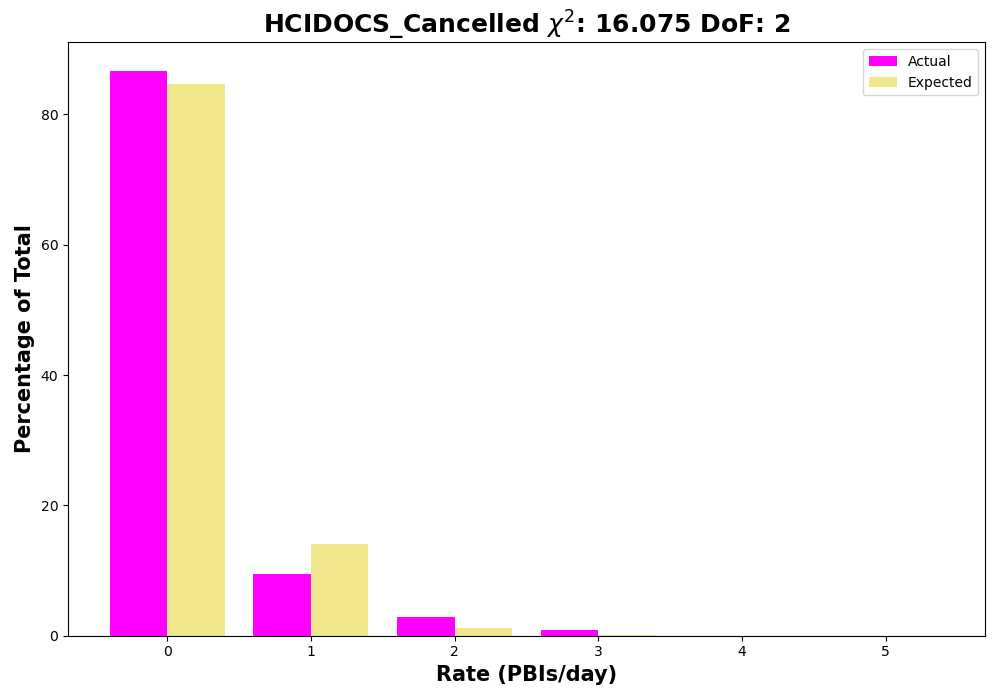 HCIDOCS_Cancelled χ²: 16.075 DoF: 2
Actual
Expected
Percentage of Total
80
60
40
20
0
0 1 2 3 4 5
Rate (PBIs/day)